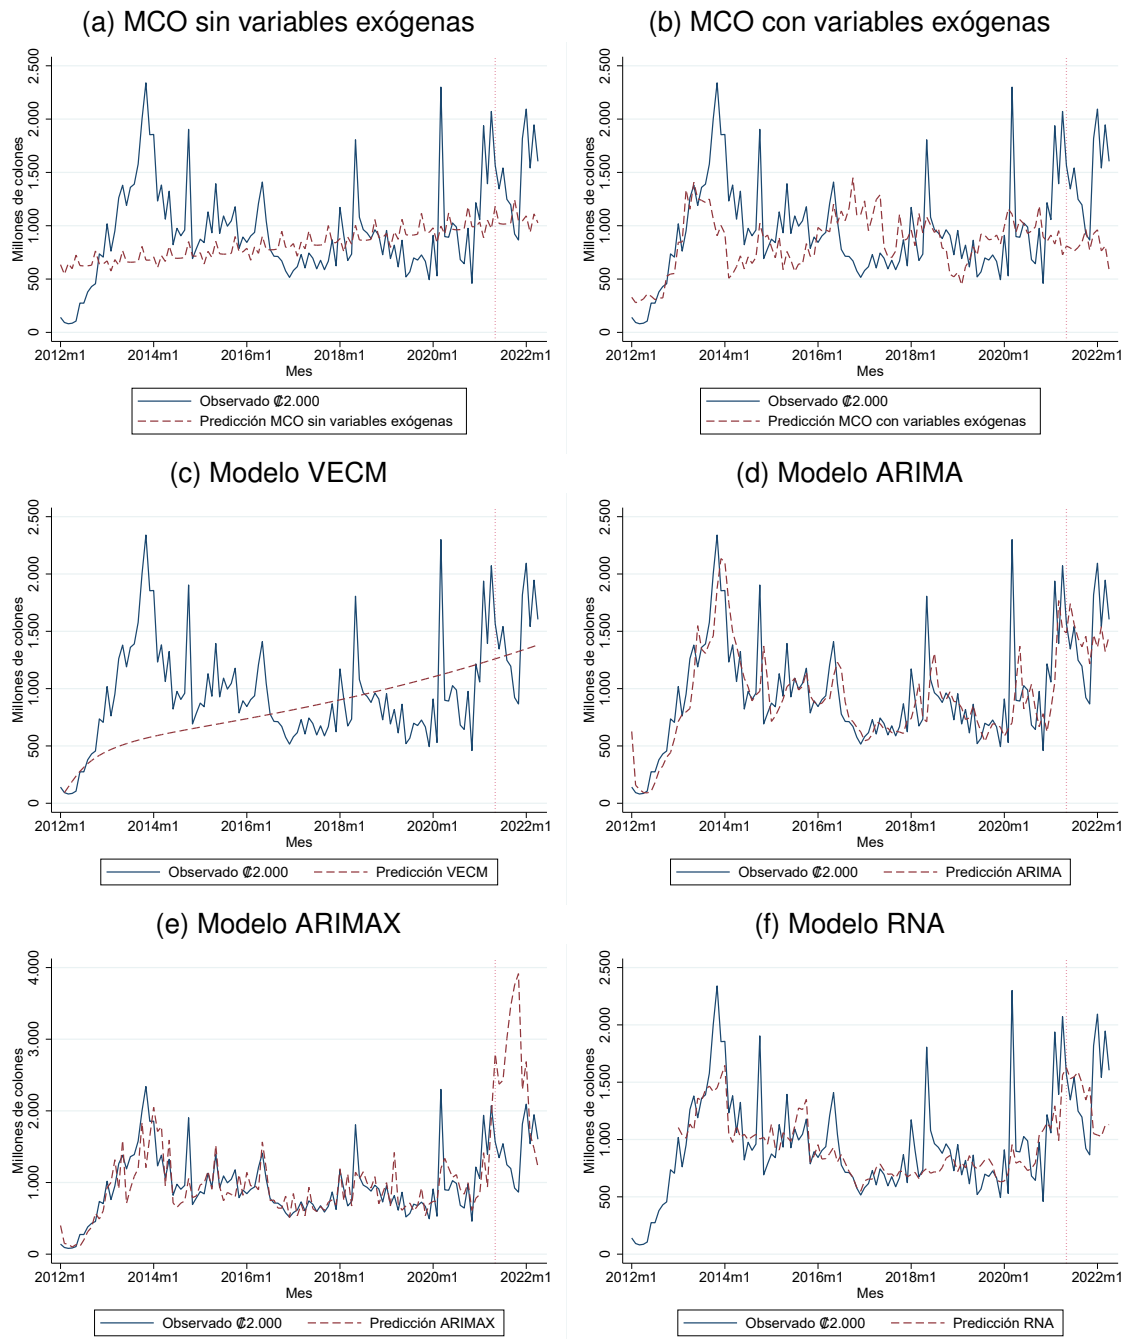 (a) MCO sin variables exógenas
Millones de colones
2.500
2.000
1.500
1.000
500
0
2012m1 2014m1 2016m1 2018m1 2020m1 2022m1
Mes
Observado ₡2.000
Predicción MCO sin variables exógenas
(b) MCO con variables exógenas
Millones de colones
2.500
2.000
1.500
1.000
500
0
2012m1 2014m1 2016m1 2018m1 2020m1 2022m1
Mes
Observado ₡2.000
Predicción MCO con variables exógenas
(c) Modelo VECM
Millones de colones
2.500
2.000
1.500
1.000
500
0
2012m1 2014m1 2016m1 2018m1 2020m1 2022m1
Mes
Observado ₡2.000 Predicción VECM
(d) Modelo ARIMA
Millones de colones
2.500
2.000
1.500
1.000
500
0
2012m1 2014m1 2016m1 2018m1 2020m1 2022m1
Mes
Observado ₡2.000 Predicción ARIMA
(e) Modelo ARIMAX
Millones de colones
4.000
3.000
2.000
1.000
0
2012m1 2014m1 2016m1 2018m1 2020m1 2022m1
Mes
Observado ₡2.000 Predicción ARIMAX
(f) Modelo RNA
Millones de colones
2.500
2.000
1.500
1.000
500
0
2012m1 2014m1 2016m1 2018m1 2020m1 2022m1
Mes
Observado ₡2.000 Predicción RNA